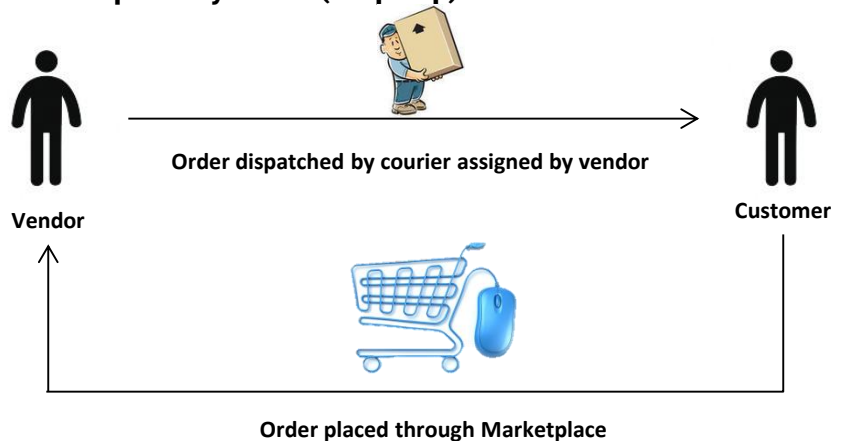 Order dispatched by courier assigned by vendor
Vendor
Customer
Order placed through Marketplace